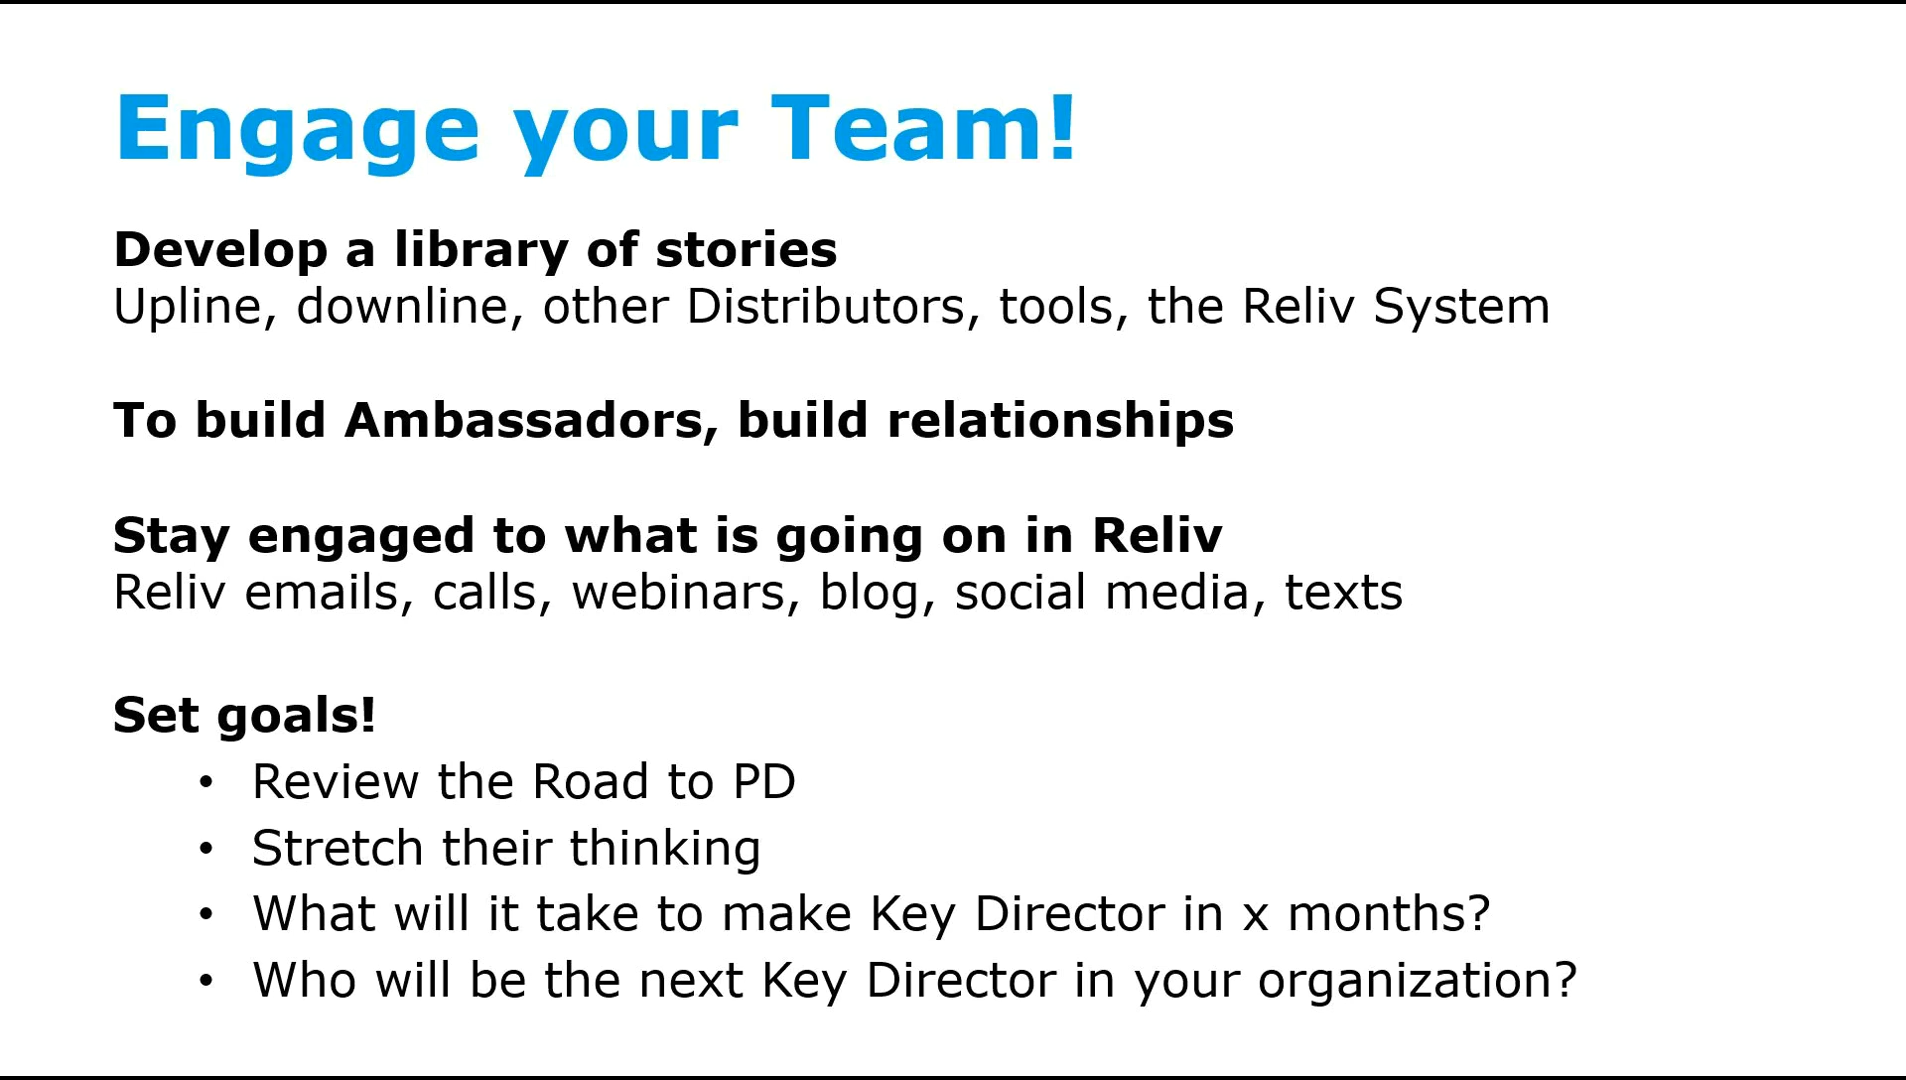 Engage your Team!
Develop a library of stories
Upline, downline, other Distributors, tools, the Reliv System
To build Ambassadors, build relationships
Stay engaged to what is going on in Reliv
Reliv emails, calls, webinars, blog, social media, texts
Set goals!
• Review the Road to PD
• Stretch their thinking
• What will it take to make Key Director in x months?
• Who will be the next Key Director in your organization?